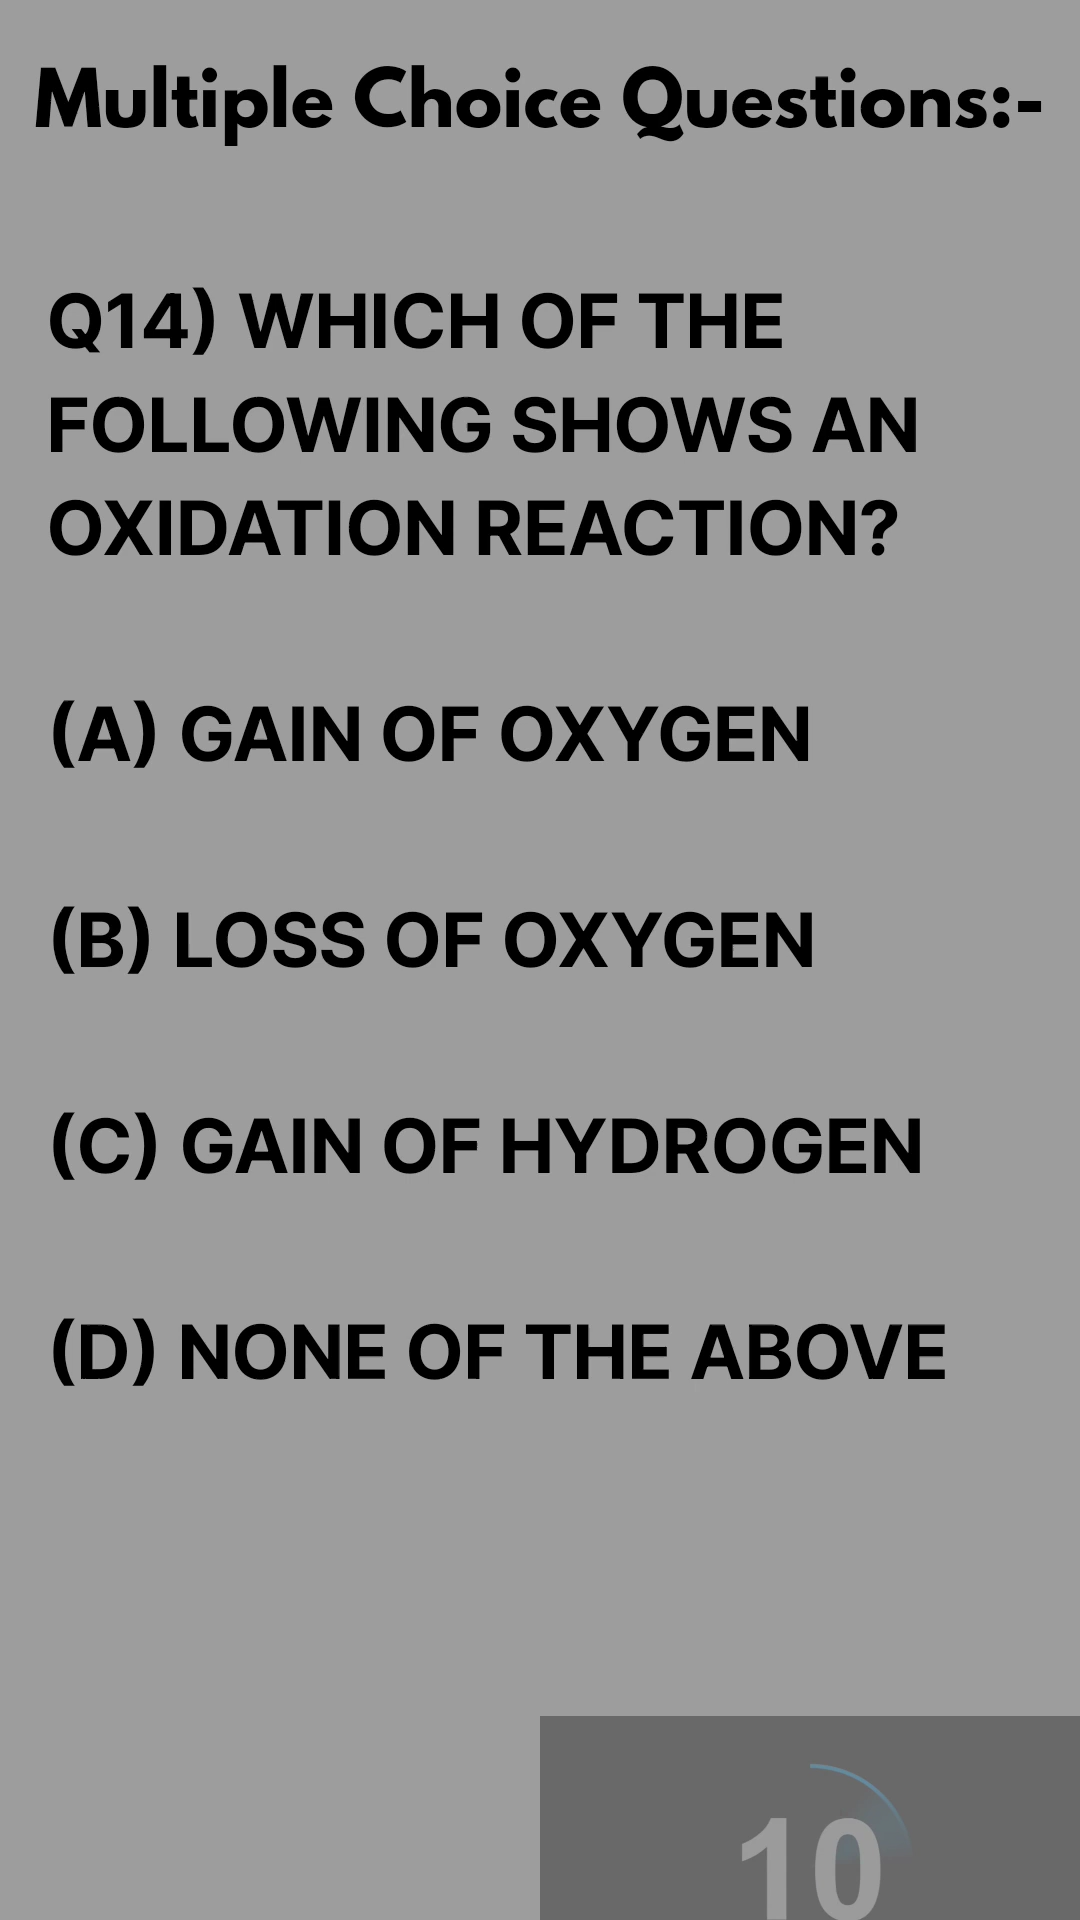 Multiple Choice Questions:-
Q14) WHICH OF THE
FOLLOWING SHOWS AN
OXIDATION REACTION?
(A) GAIN OF OXYGEN
(B) LOSS OF OXYGEN
(C) GAIN OF HYDROGEN
(D) NONE OF THE ABOVE
10